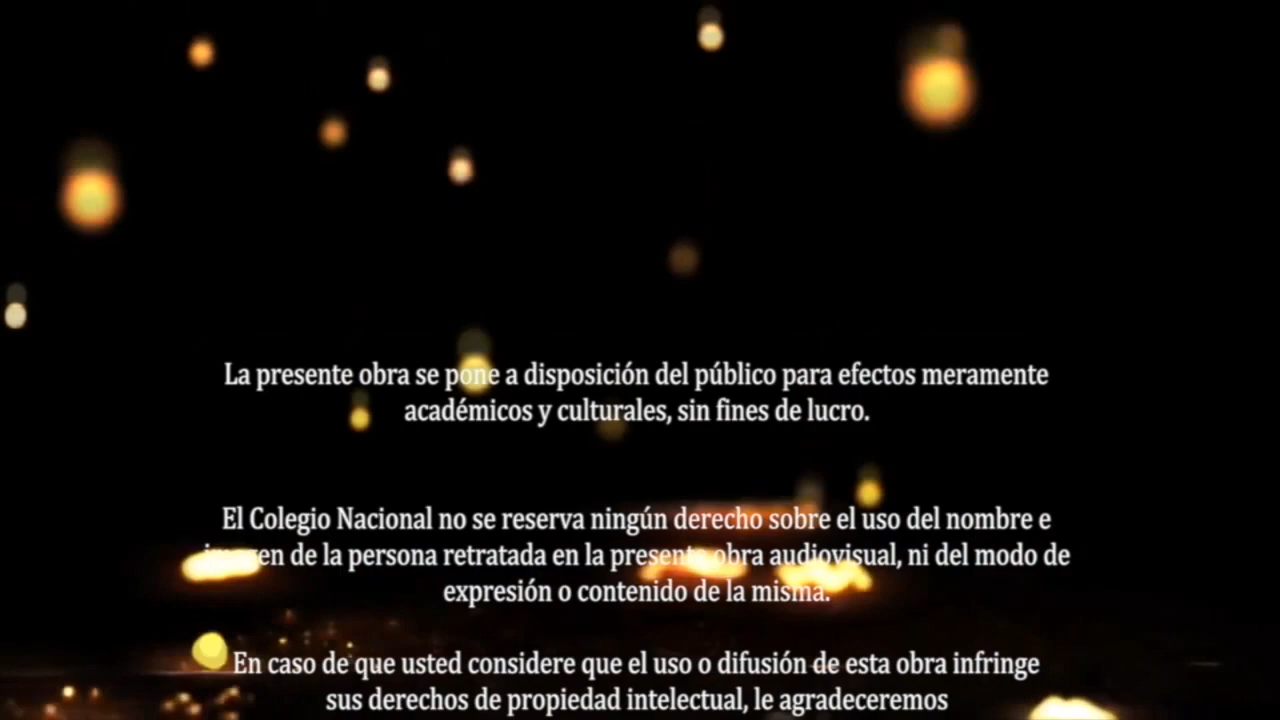 La presente obra se pone a disposición del público para efectos meramente
académicos y culturales, sin fines de lucro.
El Colegio Nacional no se reserva ningún derecho sobre el uso del nombre e
imagen de la persona retratada en la presente obra audiovisual, ni del modo de
expresión o contenido de la misma.
En caso de que usted considere que el uso o difusión de esta obra infringe
sus derechos de propiedad intelectual, le agradeceremos